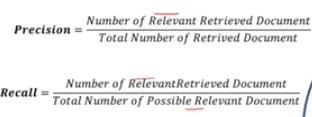 Number of Relevant Retrieved Document
Precision =
Total Number of Retrived Document
Number of RelevantRetrieved Document
Recall =
Total Number of Possible Relevant Document